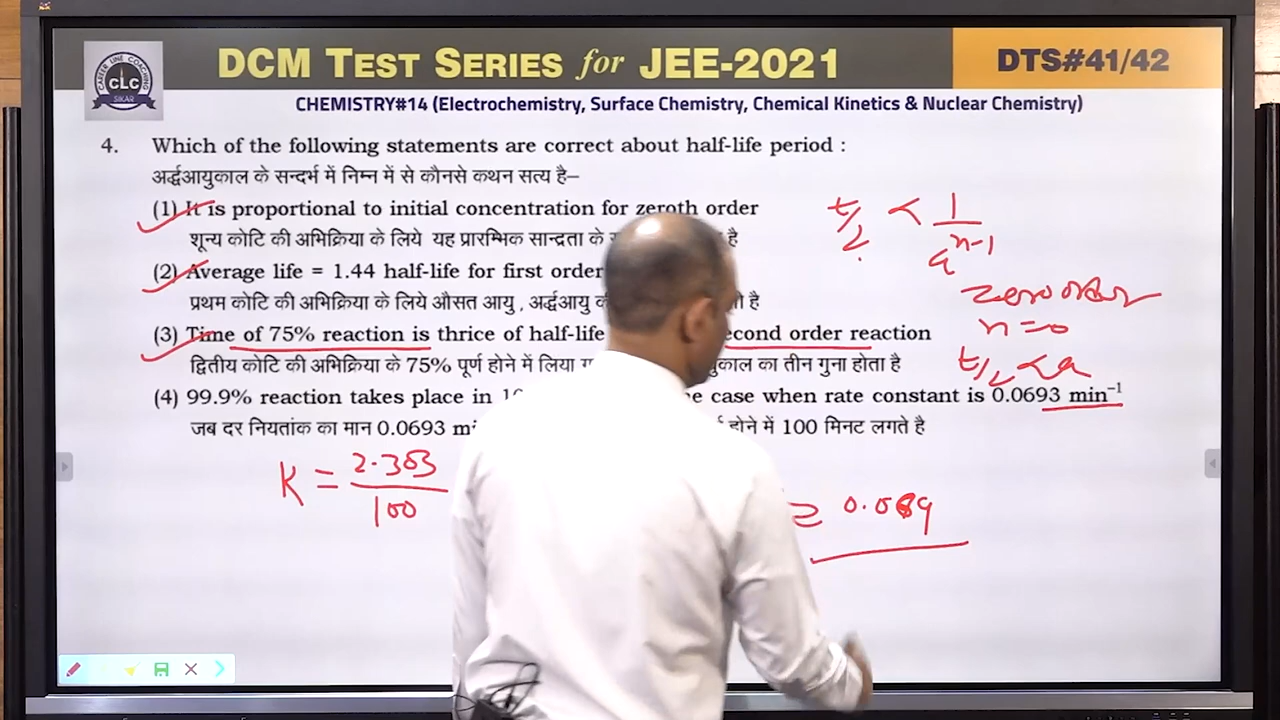 DCM TEST SERIES for JEE-2021
DTS#41/42
CAREER LINE COACHING
CLC
SIKAR
CHEMISTRY#14 (Electrochemistry, Surface Chemistry, Chemical Kinetics & Nuclear Chemistry)
4. Which of the following statements are correct about half-life period :
अर्द्धआयुकाल के सन्दर्भ में निम्न में से कौनसे कथन सत्य है–
(1) It is proportional to initial concentration for zeroth order
शून्य कोटि की अभिक्रिया के लिये यह प्रारम्भिक सान्द्रता के है
(2) Average life = 1.44 half-life for first order
प्रथम कोटि की अभिक्रिया के लिये औसत आयु , अर्द्धआयु है
(3) Time of 75% reaction is thrice of half-life second order reaction
द्वितीय कोटि की अभिक्रिया के 75% पूर्ण होने में लिया का तीन गुना होता है
(4) 99.9% reaction takes place in case when rate constant is 0.0693 min⁻¹
जब दर नियतांक का मान 0.0693 होने में 100 मिनट लगते है
t/2 ∝ 1/a^n-1
zero order
n=0
t/2 ∝ a
K = 2.303/100